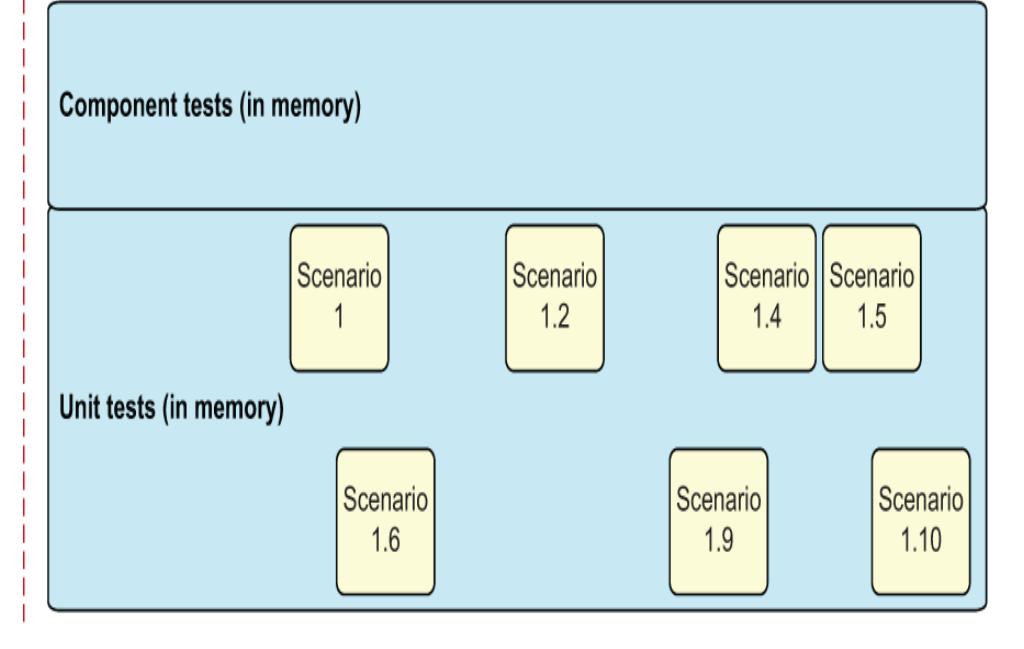 Component tests (in memory)
Scenario
1
Scenario
1.2
Scenario
1.4
Scenario
1.5
Unit tests (in memory)
Scenario
1.6
Scenario
1.9
Scenario
1.10